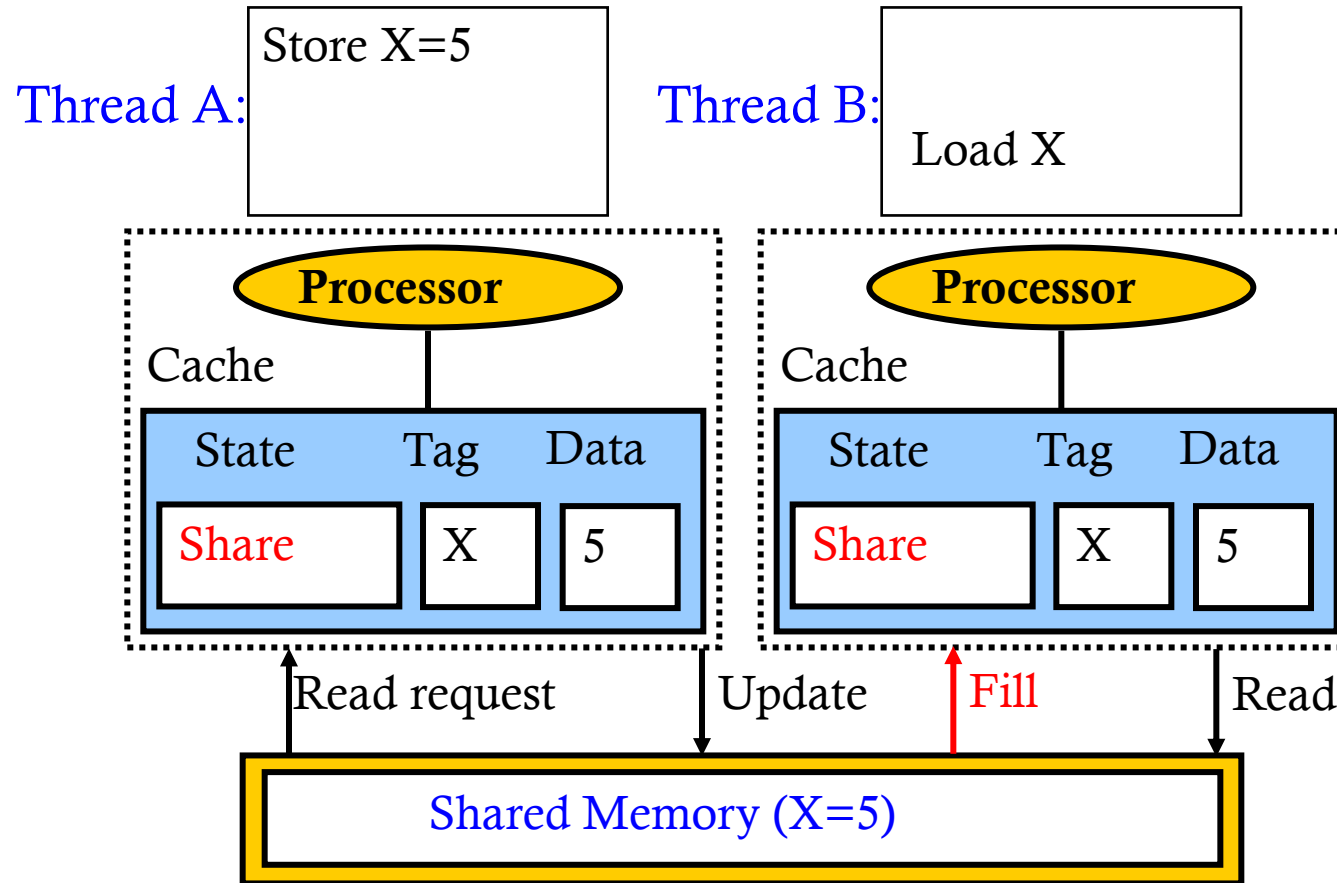 Store X=5
Thread A:
Thread B:
Load X
Processor
Processor
Cache
Cache
State Tag Data
State Tag Data
Share X 5
Share X 5
Read request
Update
Fill
Read
Shared Memory (X=5)